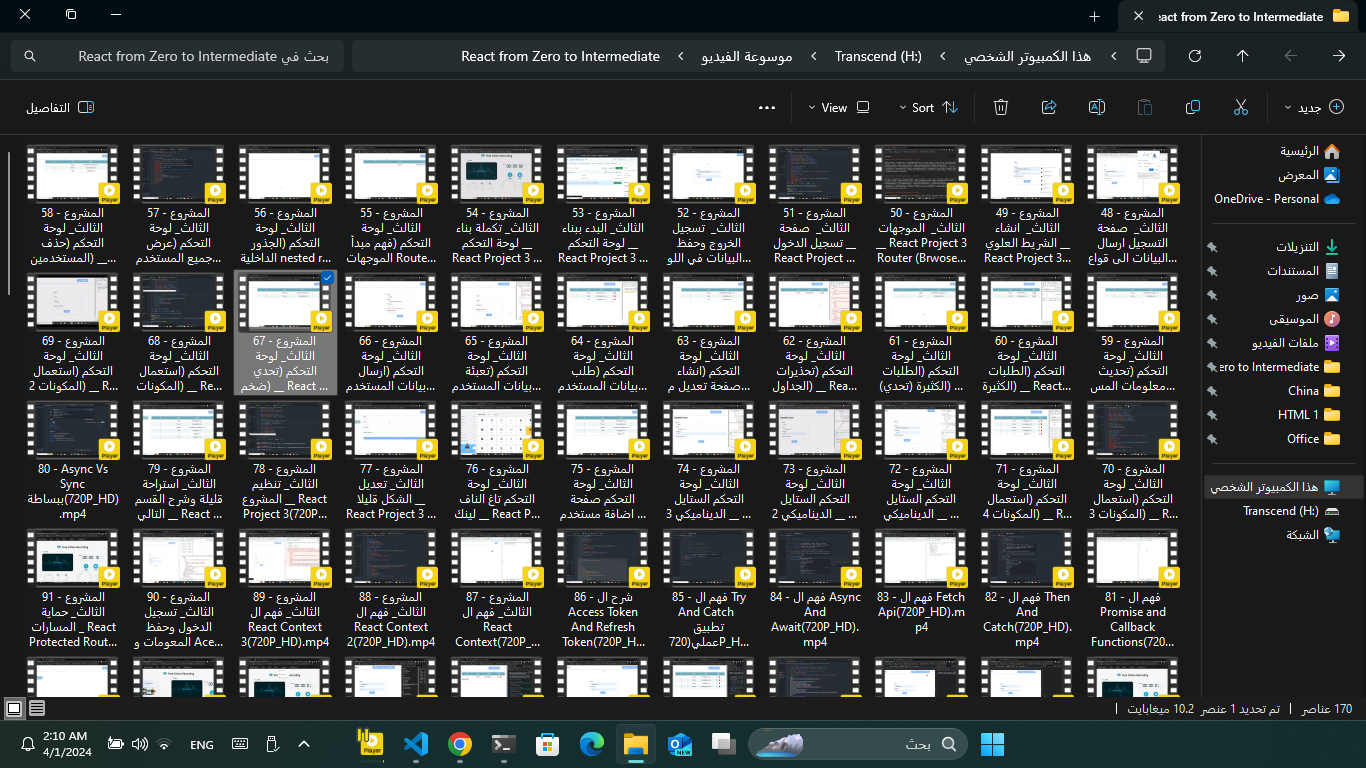 React from Zero to Intermediate
هذا الكمبيوتر الشخصي
Transcend (H:)
موسوعة الفيديو
React from Zero to Intermediate
بحث في React from Zero to Intermediate
جديد
Sort
View
التفاصيل
الرئيسية
المعرض
OneDrive - Personal
التنزيلات
المستندات
صور
الموسيقى
ملفات الفيديو
ero to Intermediate
China
HTML 1
Office
هذا الكمبيوتر الشخصي
Transcend (H:)
الشبكة
48 - المشروع
الثالث_ صفحة
التسجيل ارسال
البيانات الى قواع
49 - المشروع
الثالث_ انشاء
الشريط العلوي __
React Project 3...
50 - المشروع
الثالث_ الموجهات
__ React Project 3
Router (Brwose...
51 - المشروع
الثالث_ صفحة
تسجيل الدخول __
React Project ...
52 - المشروع
الثالث_ تسجيل
الخروج وحفظ
البيانات في اللو
53 - المشروع
الثالث_ البدء ببناء
لوحة التحكم __
React Project 3 ...
54 - المشروع
الثالث_ تكملة بناء
لوحة التحكم __
React Project 3 ...
55 - المشروع
الثالث_ لوحة
التحكم (فهم مبدأ
الموجهات Route...
56 - المشروع
الثالث_ لوحة
التحكم (الجذور
الداخلية nested r...
57 - المشروع
الثالث_ لوحة
التحكم (عرض
جميع المستخدم...
58 - المشروع
الثالث_ لوحة
التحكم (حذف
المستخدمين) __...
59 - المشروع
الثالث_ لوحة
التحكم (تحديث
معلومات المس...
60 - المشروع
الثالث_ لوحة
التحكم (الطلبات
الكثيرة) __ React...
61 - المشروع
الثالث_ لوحة
التحكم (الطلبات
الكثيرة (تحدي)
62 - المشروع
الثالث_ لوحة
التحكم (تحذيرات
الجداول) __ Rea...
63 - المشروع
الثالث_ لوحة
التحكم (انشاء
صفحة تعديل م
64 - المشروع
الثالث_ لوحة
التحكم (طلب
بيانات المستخدم
65 - المشروع
الثالث_ لوحة
التحكم (تعبئة
بيانات المستخدم
66 - المشروع
الثالث_ لوحة
التحكم (ارسال
بيانات المستخدم
67 - المشروع
الثالث_ لوحة
التحكم (تحدي
ضخم) __ React ...
68 - المشروع
الثالث_ لوحة
التحكم (استعمال
المكونات) __ Re...
69 - المشروع
الثالث_ لوحة
التحكم (استعمال
المكونات 2) __ R...
70 - المشروع
الثالث_ لوحة
التحكم (استعمال
المكونات 3) __ R...
71 - المشروع
الثالث_ لوحة
التحكم (استعمال
المكونات 4) __ R...
72 - المشروع
الثالث_ لوحة
التحكم الستايل
الديناميكي __ ...
73 - المشروع
الثالث_ لوحة
التحكم الستايل
الديناميكي 2 __ ...
74 - المشروع
الثالث_ لوحة
التحكم الستايل
الديناميكي 3 __ ...
75 - المشروع
الثالث_ لوحة
التحكم صفحة
اضافة مستخدم ...
76 - المشروع
الثالث_ لوحة
التحكم تاغ الناف
لينك __ React P...
77 - المشروع
الثالث_ تعديل
الشكل قليلا __
React Project 3 ...
78 - المشروع
الثالث_ تنظيم
المشروع __ React
Project 3(720P...
79 - المشروع
الثالث_ استراحة
قليلة وشرح القسم
التالي __ React ...
80 - Async Vs
Sync
ببساطة(720P_HD)
.mp4
81 - فهم ال
Promise and
Callback
Functions(720...
82 - فهم ال Then
And
Catch(720P_HD).
mp4
83 - فهم ال Fetch
Api(720P_HD).m
p4
84 - فهم ال Async
And
Await(720P_HD).
mp4
85 - فهم ال Try
And Catch
تطبيق
عملي(720P_H...
86 - شرح ال
Access Token
And Refresh
Token(720P_H...
87 - المشروع
الثالث_ فهم ال
React
Context(720P_...
88 - المشروع
الثالث_ فهم ال
React Context
2(720P_HD).mp4
89 - المشروع
الثالث_ فهم ال
React Context
3(720P_HD).mp4
90 - المشروع
الثالث_ تسجيل
الدخول وحفظ
المعومات و Ace...
91 - المشروع
الثالث_ حماية
المسارات _ React
Protected Rout...
170 عناصر
تم تحديد 1 عنصر 10.2 ميغابايت
بحث
ENG
2:10 AM
4/1/2024